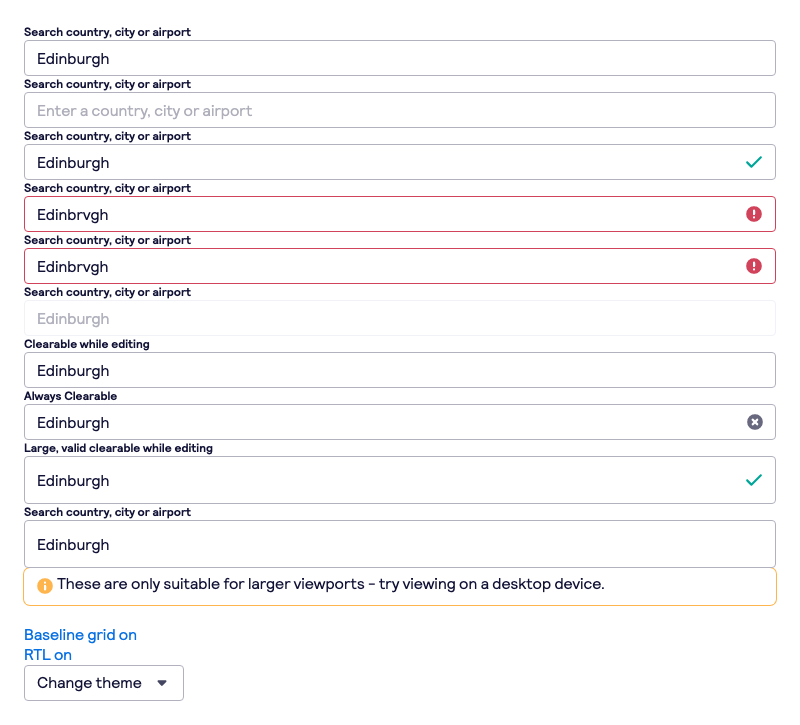 Search country, city or airport
Edinburgh
Search country, city or airport
Enter a country, city or airport
Search country, city or airport
Edinburgh
Search country, city or airport
Edinbrvgh
Search country, city or airport
Edinbrvgh
Search country, city or airport
Edinburgh
Clearable while editing
Edinburgh
Always Clearable
Edinburgh
Large, valid clearable while editing
Edinburgh
Search country, city or airport
Edinburgh
These are only suitable for larger viewports - try viewing on a desktop device.
Baseline grid on
RTL on
Change theme